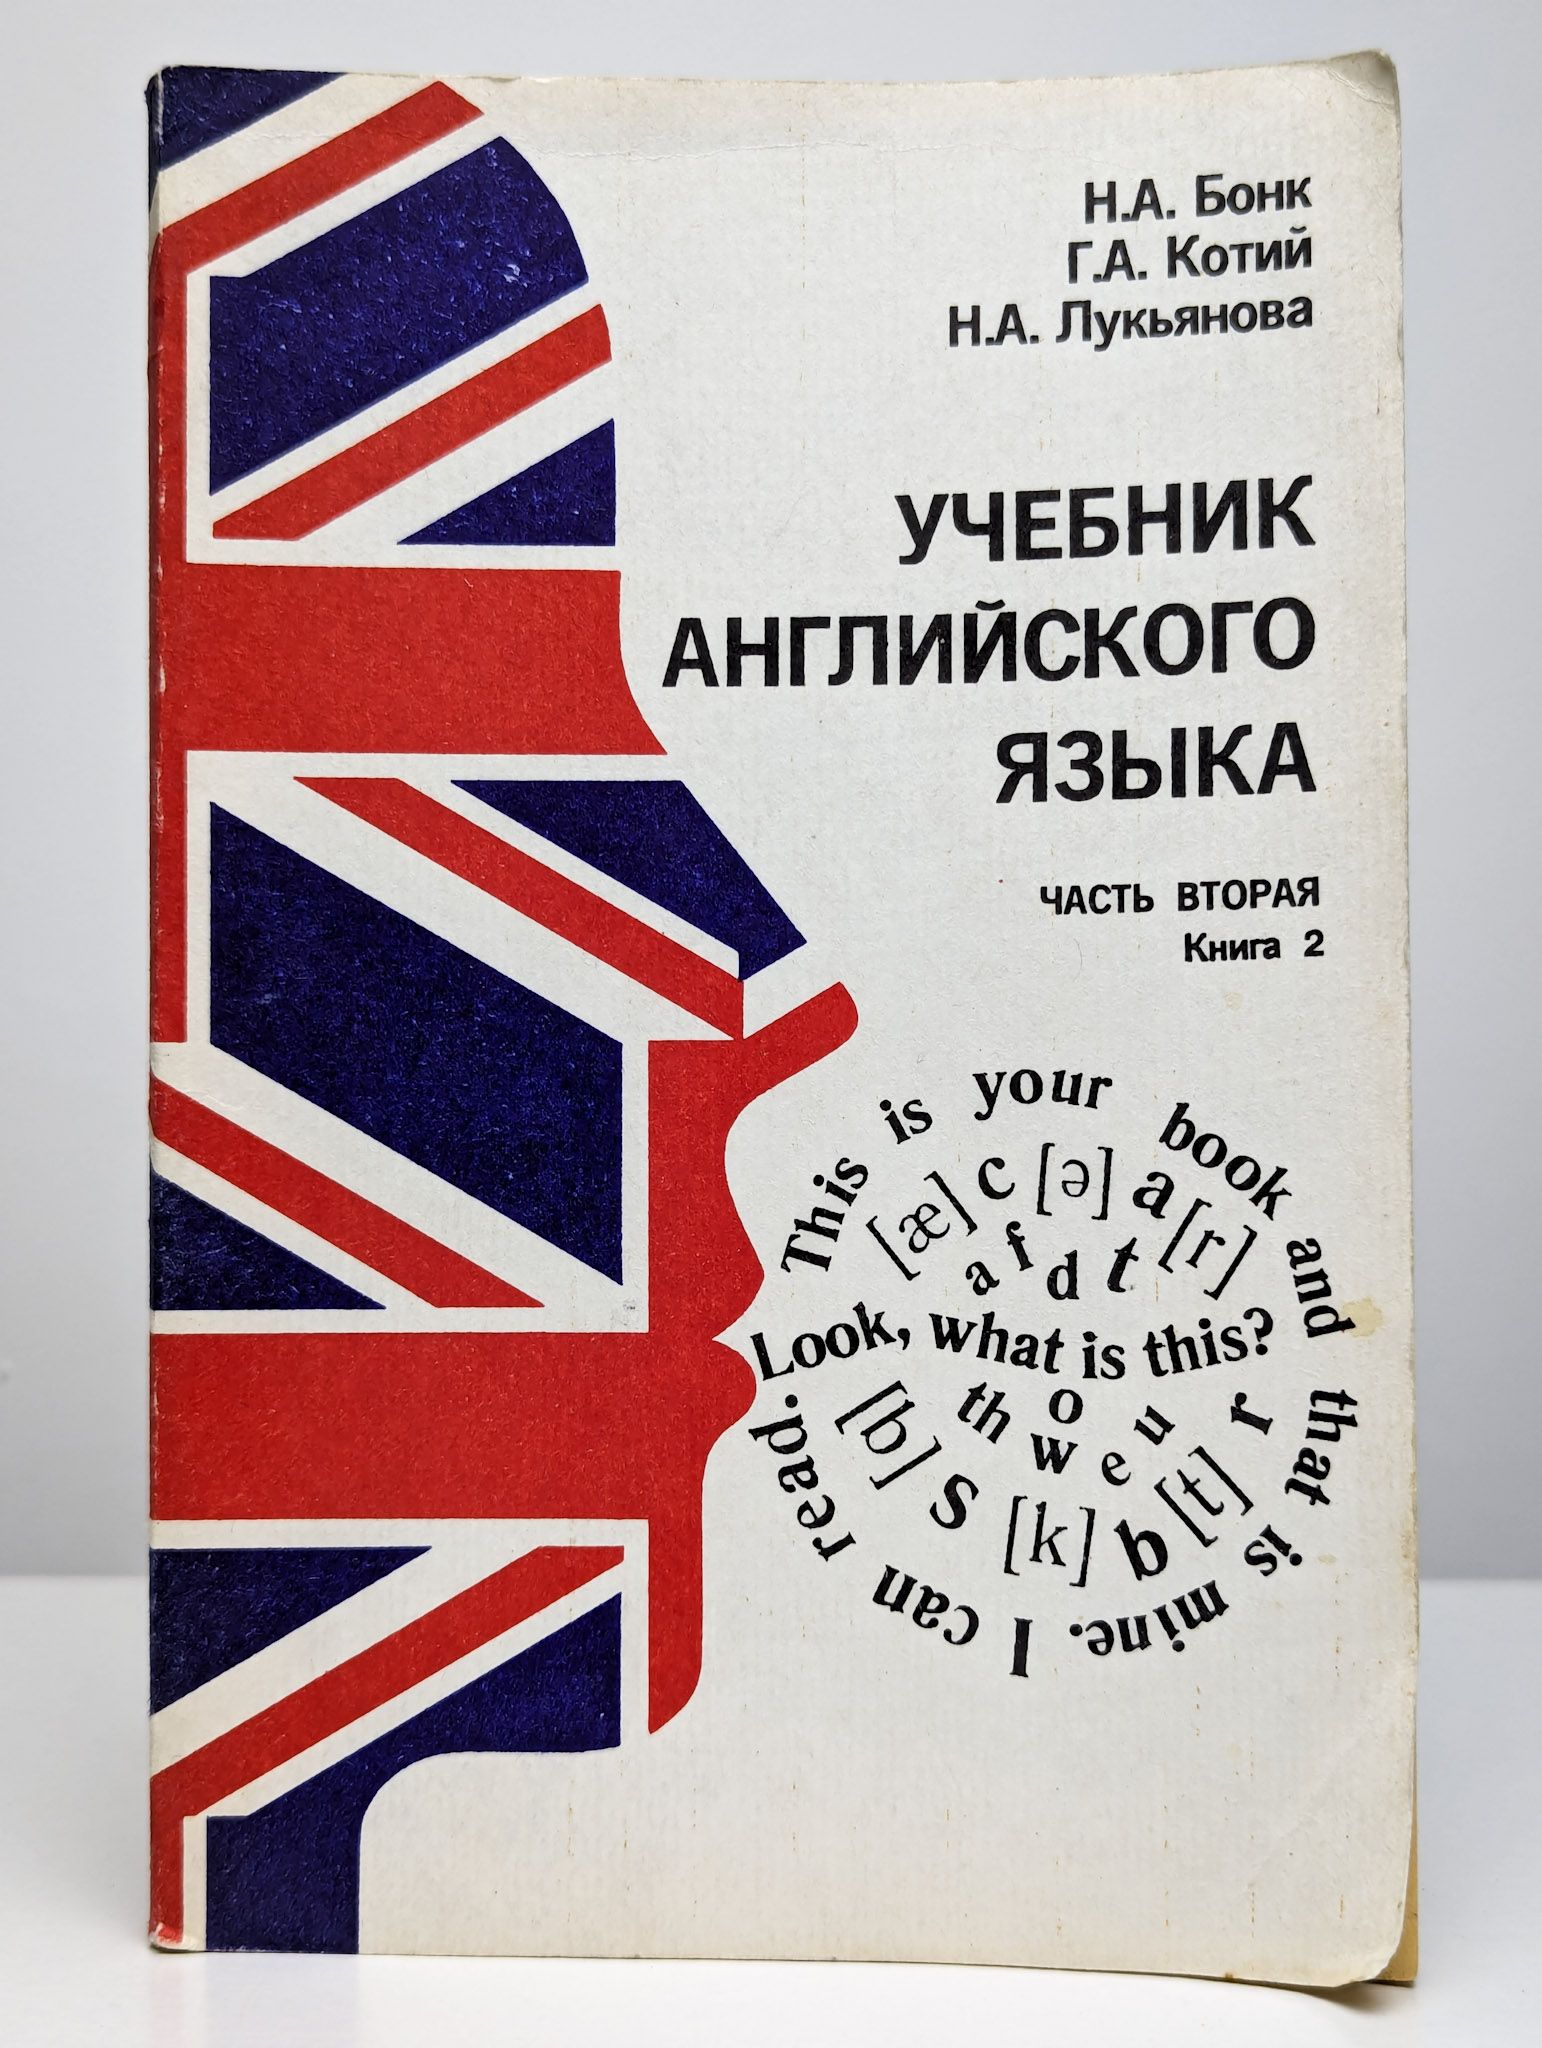 Н.А. Бонк
Г.А. Котий
Н.А. Лукьянова
УЧЕБНИК
АНГЛИЙСКОГО
ЯЗЫКА
ЧАСТЬ ВТОРАЯ
Книга 2
This is your book and that is mine. I can read.
[æ] c [ə] a [r]
a f d t
Look, what is this?
th o w e u r
[b] s [k] b [t]